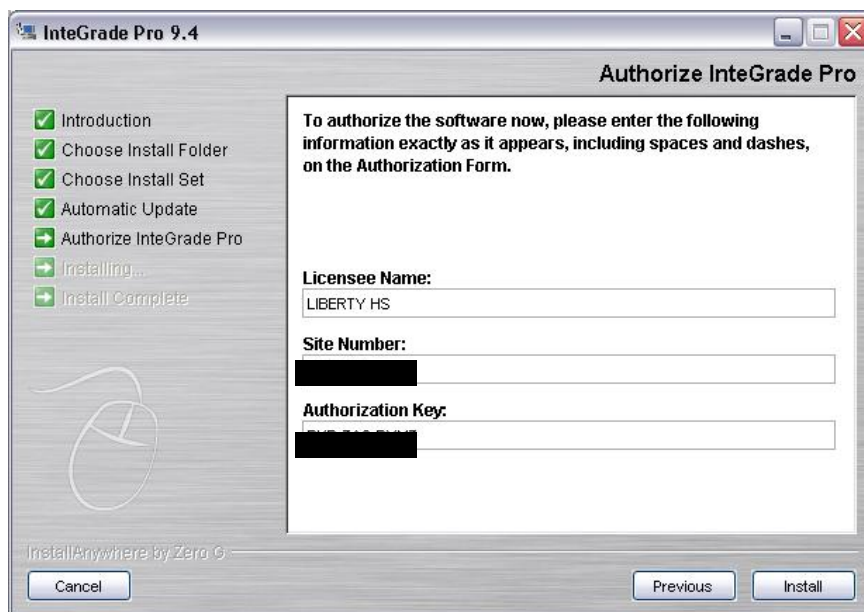 InteGrade Pro 9.4
Authorize InteGrade Pro
Introduction
Choose Install Folder
Choose Install Set
Automatic Update
Authorize InteGrade Pro
Installing...
Install Complete
To authorize the software now, please enter the following
information exactly as it appears, including spaces and dashes,
on the Authorization Form.
Licensee Name:
LIBERTY HS
Site Number:
Authorization Key:
InstallAnywhere by Zero G
Cancel
Previous
Install